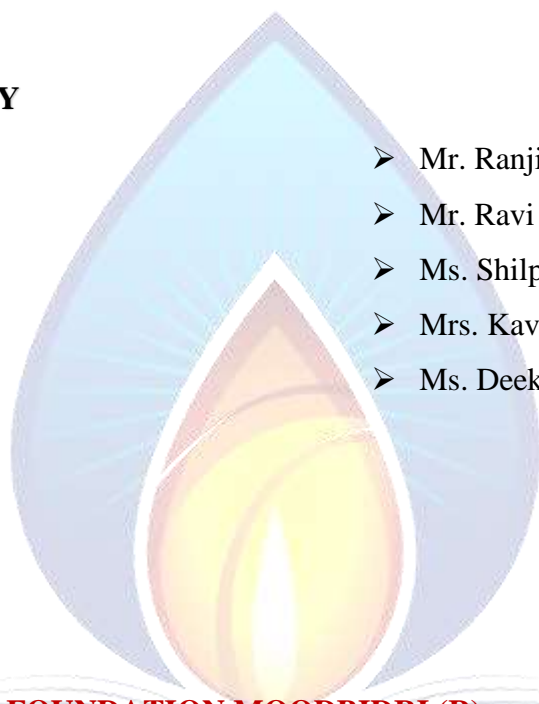 Y
Mr. Ranji
Mr. Ravi
Ms. Shilp
Mrs. Kav
Ms. Deek
FOUNDATION MOODBIDRI (R)